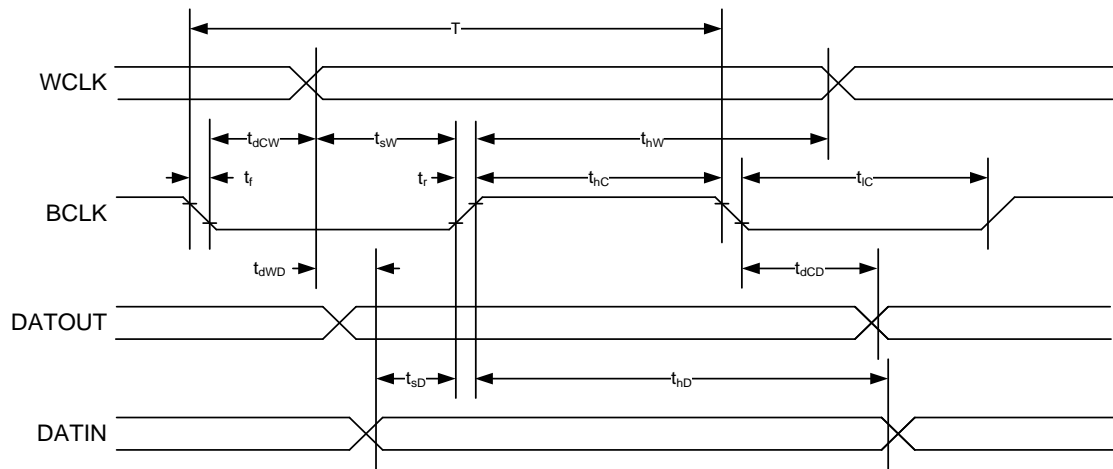 T
WCLK
tdCW
tsW
thW
tf
tr
thC
tlC
BCLK
tdWD
tdCD
DATOUT
tsD
thD
DATIN